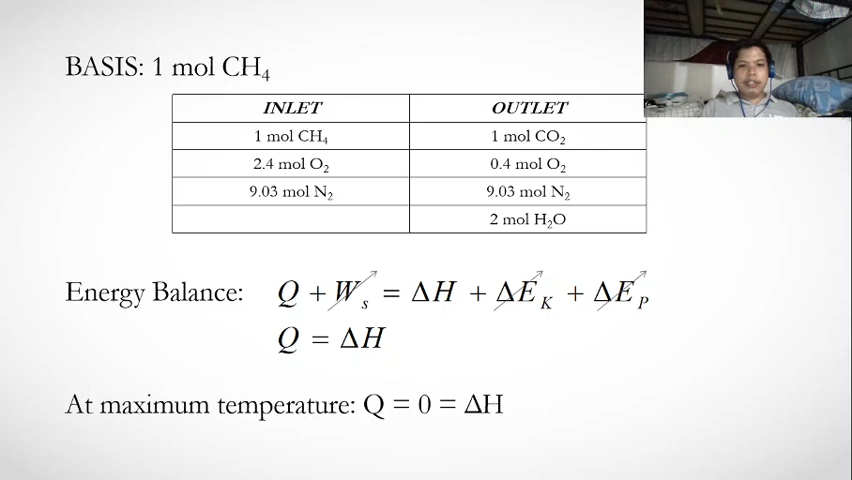 BASIS: 1 mol CH₄
INLET OUTLET
1 mol CH₄ 1 mol CO₂
2.4 mol O₂ 0.4 mol O₂
9.03 mol N₂ 9.03 mol N₂
2 mol H₂O
Energy Balance: Q + Wₛ = ΔH + ΔE_K + ΔE_P
Q = ΔH
At maximum temperature: Q = 0 = ΔH